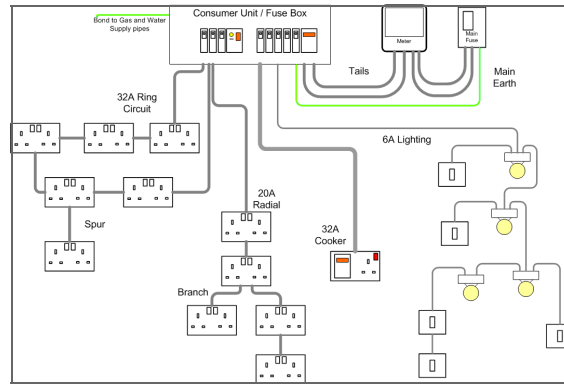 Bond to Gas and Water
Supply pipes
Consumer Unit / Fuse Box
Meter
Main
Fuse
Tails
Main
Earth
32A Ring
Circuit
6A Lighting
20A
Radial
32A
Cooker
Spur
Branch